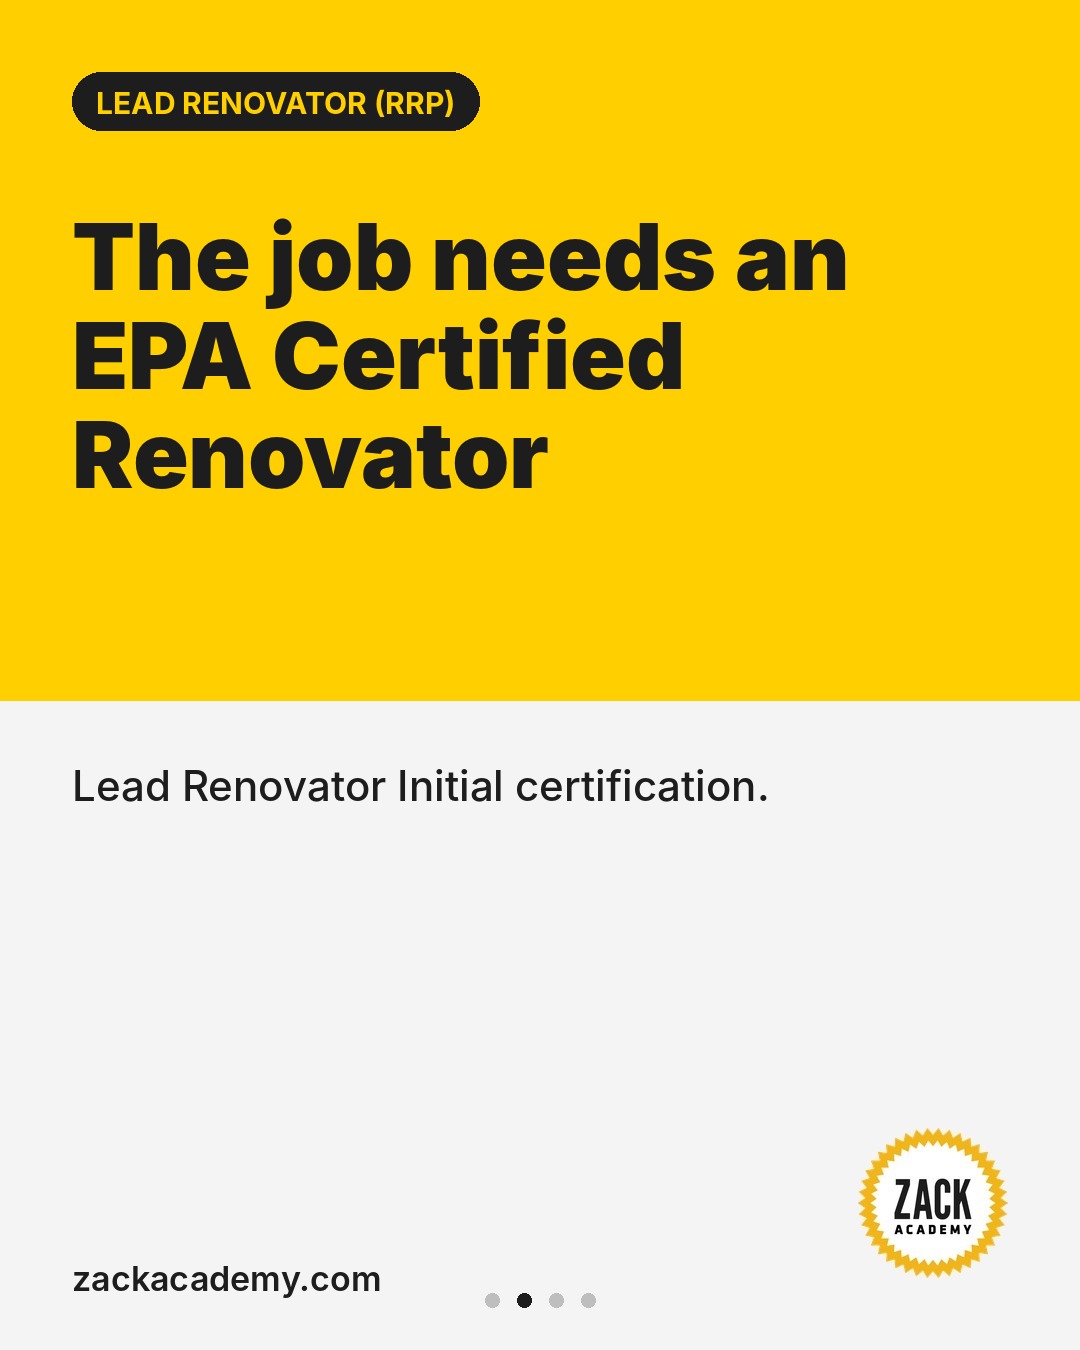 LEAD RENOVATOR (RRP)
The job needs an
EPA Certified
Renovator
Lead Renovator Initial certification.
ZACK
ACADEMY
zackacademy.com